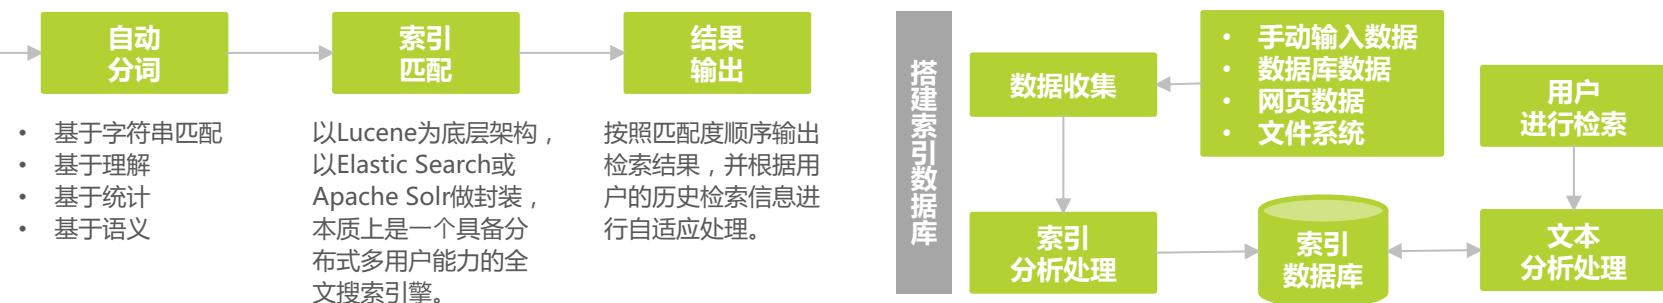 自动
分词
索引
匹配
结果
输出
• 基于字符串匹配
• 基于理解
• 基于统计
• 基于语义
以Lucene为底层架构，
以Elastic Search或
Apache Solr做封装，
本质上是一个具备分
布式多用户能力的全
文搜索引擎。
按照匹配度顺序输出
检索结果，并根据用
户的历史检索信息进
行自适应处理。
搭建索引数据库
数据收集
• 手动输入数据
• 数据库数据
• 网页数据
• 文件系统
用户
进行检索
索引
分析处理
索引
数据库
文本
分析处理